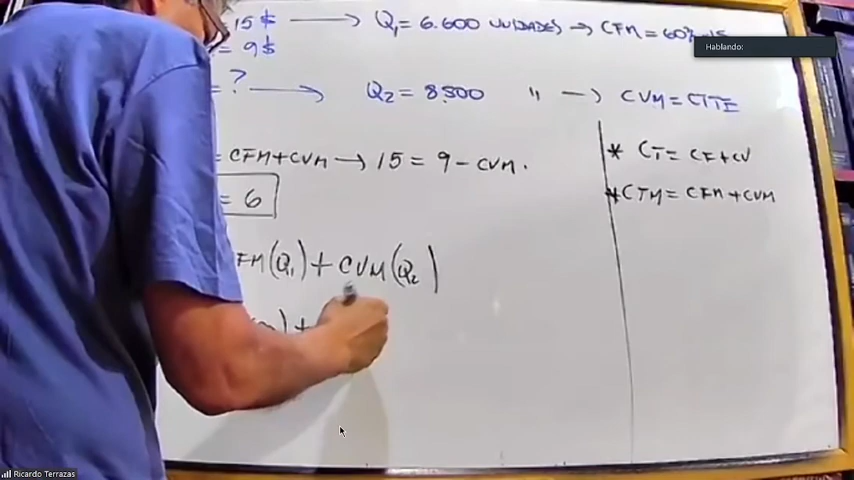 15$ ⟶ Q₁ = 6.600 UNIDADES → CFM = 60%
= 9$
Hablando:
= ? ⟶ Q₂ = 8.500 " → CVM = CTTE
= CFM + CVM → 15 = 9 - CVM.
* CT = CF + CV
= 6
* CTM = CFM + CVM
FM(Q₁) + CVM(Q₂)
) +
Ricardo Terrazas